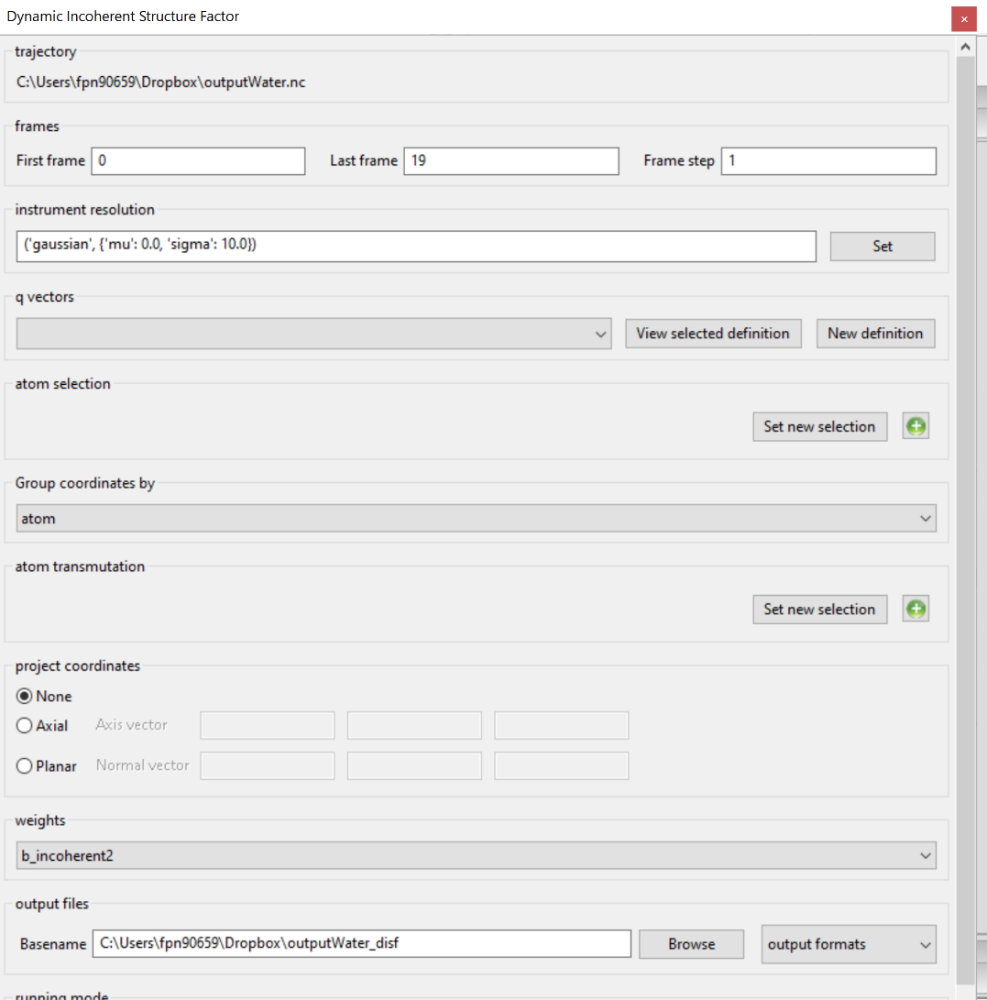 Dynamic Incoherent Structure Factor
×
trajectory
C:\Users\fpn90659\Dropbox\outputWater.nc
frames
First frame 0 Last frame 19 Frame step 1
instrument resolution
('gaussian', {'mu': 0.0, 'sigma': 10.0}) Set
q vectors
View selected definition New definition
atom selection
Set new selection
Group coordinates by
atom
atom transmutation
Set new selection
project coordinates
None
Axial Axis vector
Planar Normal vector
weights
b_incoherent2
output files
Basename C:\Users\fpn90659\Dropbox\outputWater_disf Browse output formats
running mode